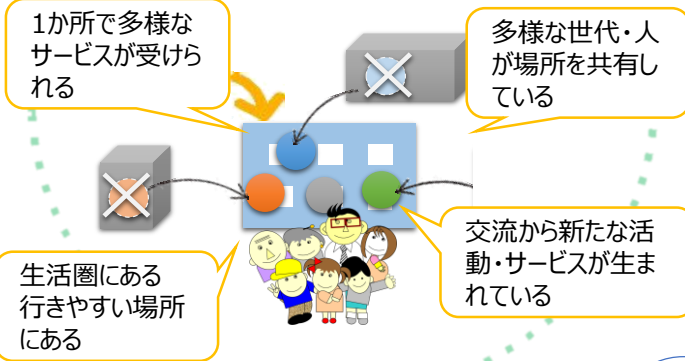 1か所で多様な
サービスが受けら
れる
多様な世代・人
が場所を共有し
ている
生活圏にある
行きやすい場所
にある
交流から新たな活
動・サービスが生ま
れている